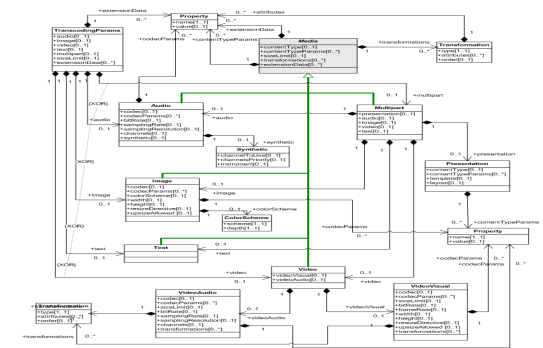 +extensionData
Property
+name[1..1]
+value[0..1]
0..* +attributes
TranscodingParams
+audio[0..1]
+image[0..1]
+video[0..1]
+text[0..1]
+multipart[0..1]
+sizeLimit[0..1]
+extensionData[0..*]
+codecParams
+contentTypeParams
+extensionData
Media
+contentType[0..1]
+contentTypeParams[0..*]
+sizeLimit[0..1]
+transformations[0..*]
+extensionData[0..*]
+transformations
Transformation
+type[1..1]
+attributes[0..*]
+order[0..1]
{XOR}
+audio
0..1
Audio
+codec[0..1]
+codecParams[0..*]
+bitRate[0..1]
+samplingRate[0..1]
+samplingResolution[0..1]
+channels[0..1]
+synthetic[0..1]
+audio
+multipart
Multipart
+presentation[0..1]
+audio[0..1]
+image[0..1]
+video[0..1]
+text[0..1]
+synthetic
Synthetic
+channelToUse[0..1]
+channelsPriority[0..1]
+instrument[0..1]
+presentation
Presentation
+contentType[0..1]
+contentTypeParams[0..*]
+template[0..1]
+layout[0..1]
{XOR}
+image
0..1
Image
+codec[0..1]
+codecParams[0..*]
+colorScheme[0..1]
+width[0..1]
+height[0..1]
+resizeDirective[0..1]
+upsizeAllowed [0..1]
+image
+colorScheme
ColorScheme
+scheme[1..1]
+depth[1..1]
+contentTypeParams
Property
+name[1..1]
+value[0..1]
+text
0..1
Text
+text
+codecParams
+codecParams
+codecParams
{XOR}
+video
0..1
Video
+videoVisual[0..1]
+videoAudio[0..1]
+video
+transformations
Transformation
+type[1..1]
+attributes[0..*]
+order[0..1]
+transformations
VideoAudio
+codec[0..1]
+codecParams[0..*]
+sizeLimit[0..1]
+bitRate[0..1]
+samplingRate[0..1]
+samplingResolution[0..1]
+channels[0..1]
+transformations[0..*]
+videoAudio
+videoVisual
VideoVisual
+codec[0..1]
+codecParams[0..*]
+sizeLimit[0..1]
+bitRate[0..1]
+frameRate[0..1]
+width[0..1]
+height[0..1]
+resizeDirective[0..1]
+upsizeAllowed [0..1]
+transformations[0..*]